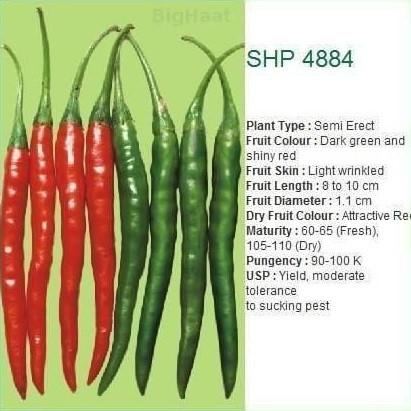 BigHaat
SHP 4884
Plant Type : Semi Erect
Fruit Colour : Dark green and
shiny red
Fruit Skin : Light wrinkled
Fruit Length : 8 to 10 cm
Fruit Diameter : 1.1 cm
Dry Fruit Colour : Attractive Re
Maturity : 60-65 (Fresh),
105-110 (Dry)
Pungency : 90-100 K
USP : Yield, moderate
tolerance
to sucking pest